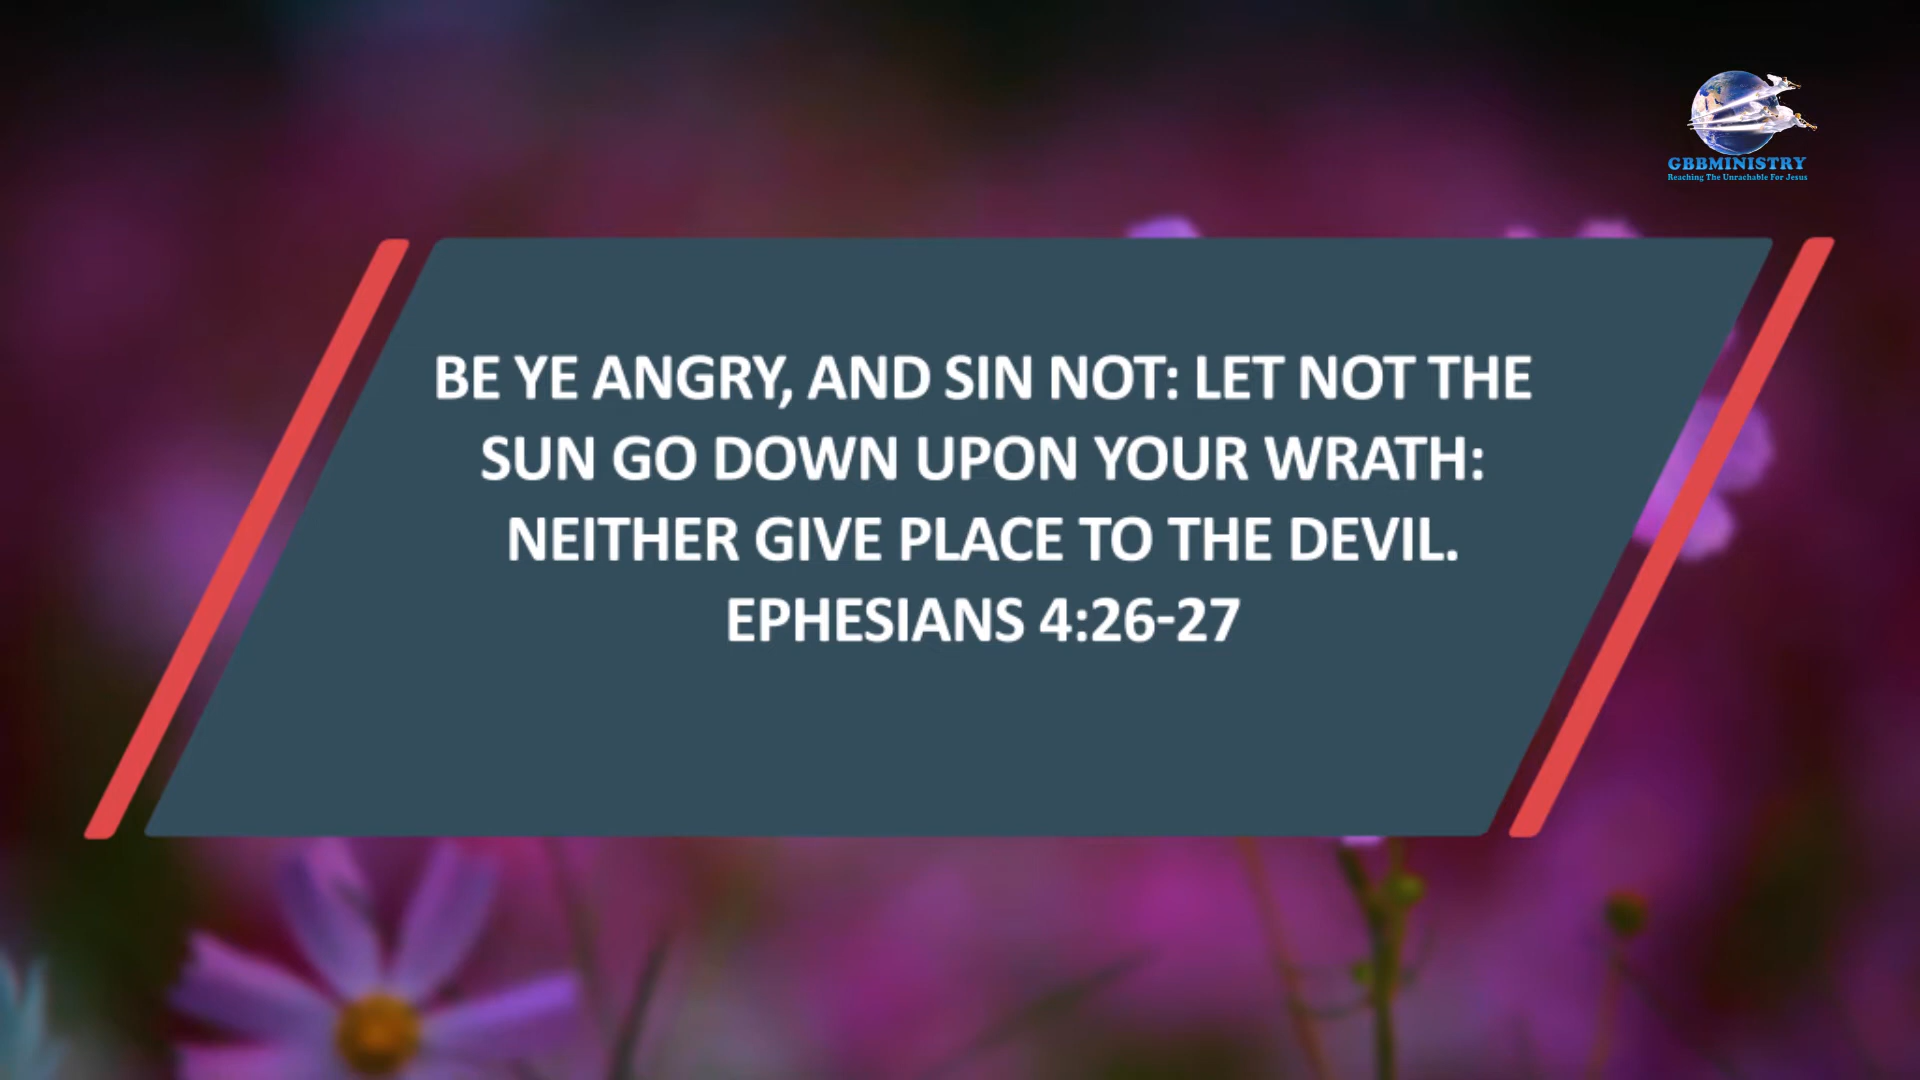 GBBMINISTRY
Reaching The Unrachable For Jesus
BE YE ANGRY, AND SIN NOT: LET NOT THE
SUN GO DOWN UPON YOUR WRATH:
NEITHER GIVE PLACE TO THE DEVIL.
EPHESIANS 4:26-27